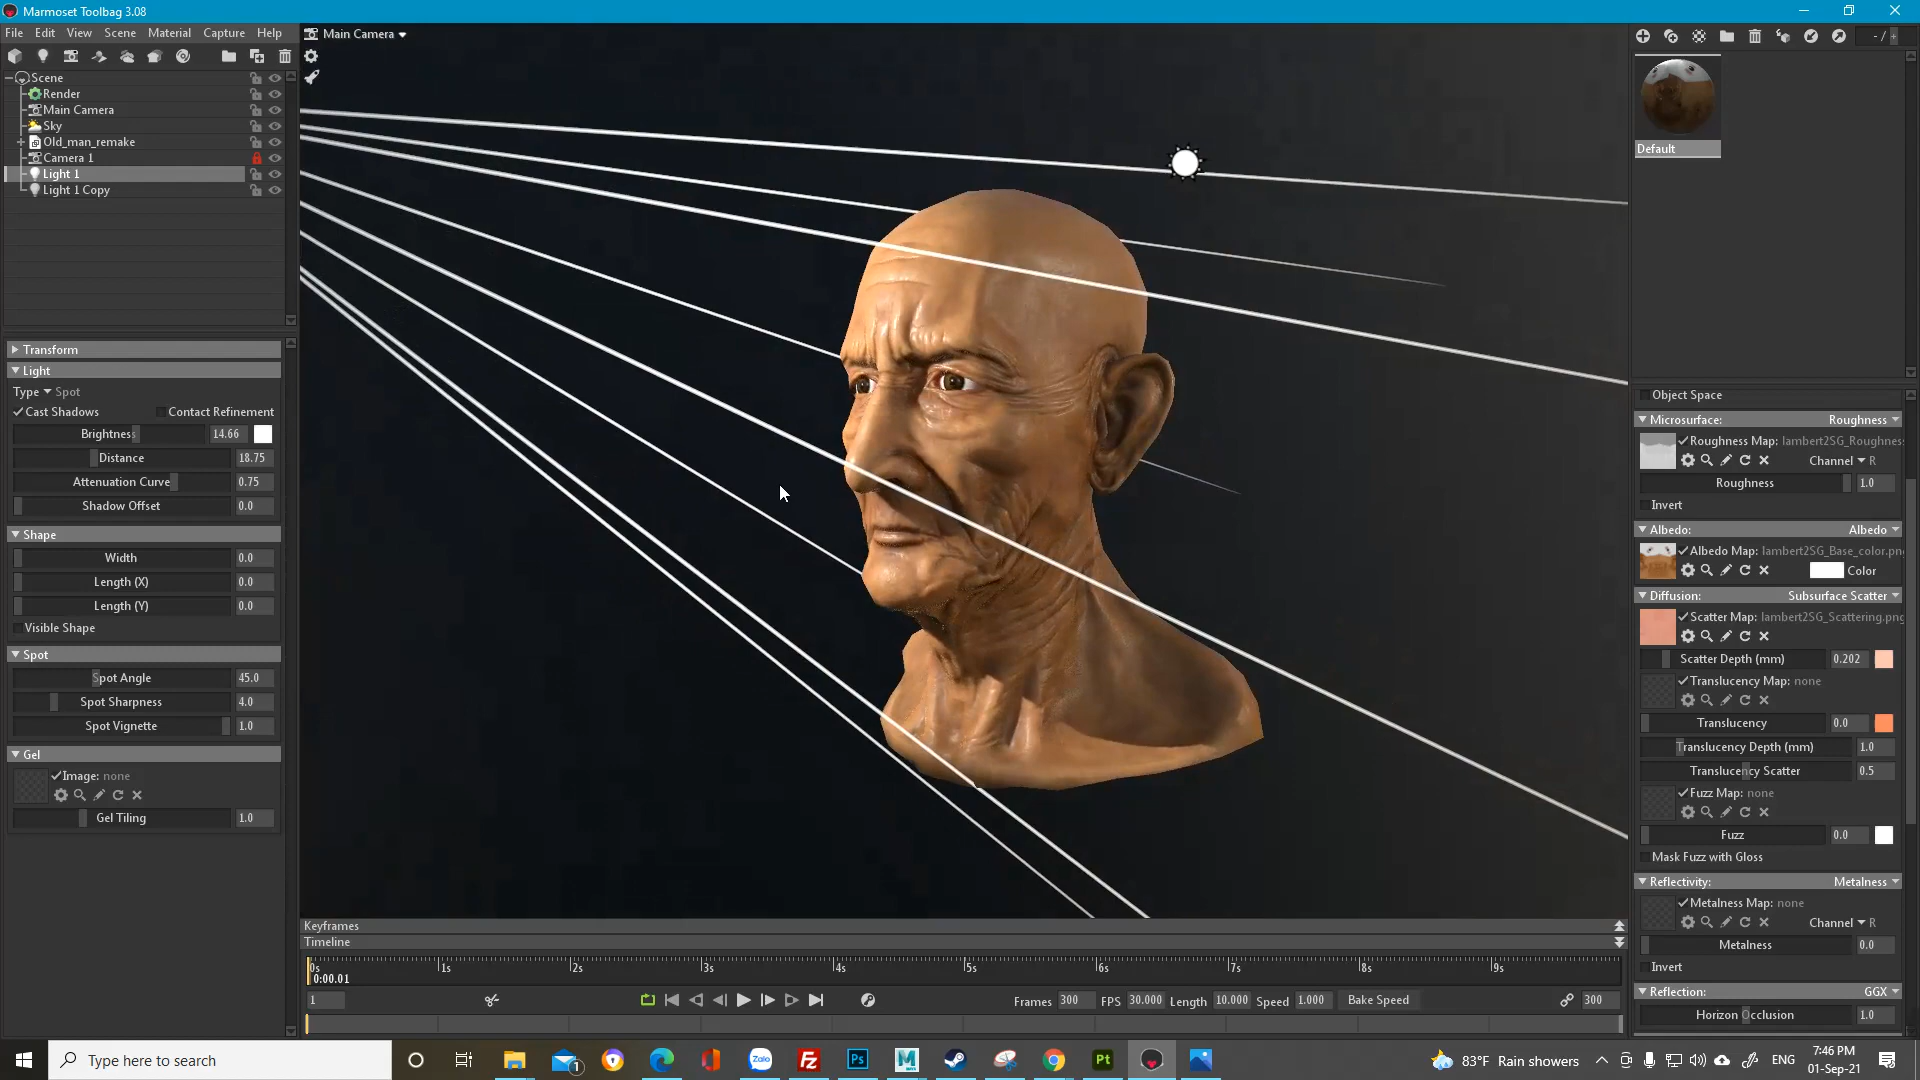 Marmoset Toolbag 3.08
File Edit View Scene Material Capture Help
Main Camera
- /
Scene
Render
Main Camera
Sky
Old_man_remake
Camera 1
Light 1
Light 1 Copy
Default
Transform
Light
Type Spot
Cast Shadows Contact Refinement
Brightness 14.66
Distance 18.75
Attenuation Curve 0.75
Shadow Offset 0.0
Shape
Width 0.0
Length (X) 0.0
Length (Y) 0.0
Visible Shape
Spot
Spot Angle 45.0
Spot Sharpness 4.0
Spot Vignette 1.0
Gel
Image: none
Gel Tiling 1.0
Object Space
Microsurface: Roughness
Roughness Map: lambert2SG_Roughness
Channel R
Roughness 1.0
Invert
Albedo: Albedo
Albedo Map: lambert2SG_Base_color.pn
Color
Diffusion: Subsurface Scatter
Scatter Map: lambert2SG_Scattering.png
Scatter Depth (mm) 0.202
Translucency Map: none
Translucency 0.0
Translucency Depth (mm) 1.0
Translucency Scatter 0.5
Fuzz Map: none
Fuzz 0.0
Mask Fuzz with Gloss
Reflectivity: Metalness
Metalness Map: none
Channel R
Metalness 0.0
Invert
Reflection: GGX
Horizon Occlusion 1.0
Keyframes
Timeline
0s 1s 2s 3s 4s 5s 6s 7s 8s 9s
0:00.01
1 Frames 300 FPS 30.000 Length 10.000 Speed 1.000 Bake Speed 300
Type here to search
1
Zalo
Fz
Ps
M
Pt
83°F Rain showers
ENG
7:46 PM
01-Sep-21